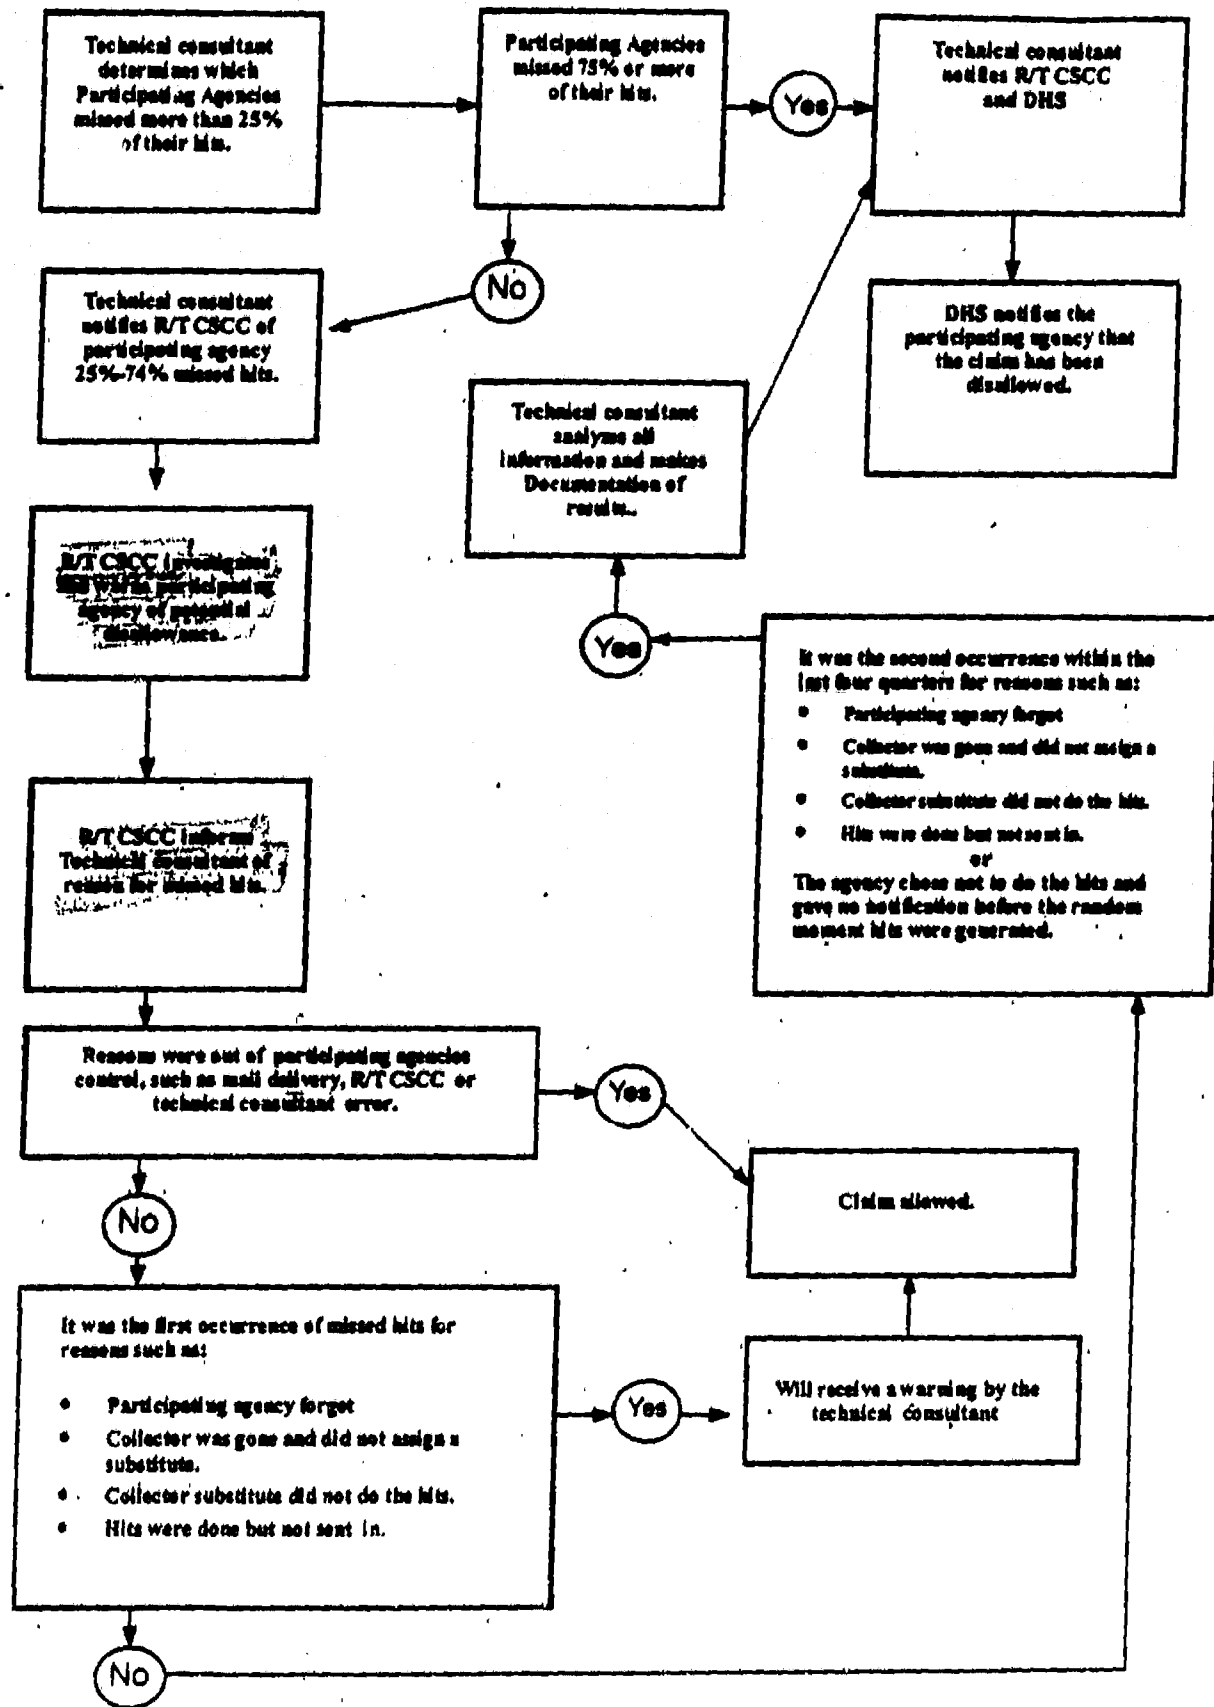 Technical consultant
determines which
Participating Agencies
missed more than 25%
of their hits.
Participating Agencies
missed 75% or more
of their hits.
Yes
Technical consultant
notifies R/T CSCC
and DHS
No
Technical consultant
notifies R/T CSCC of
participating agency
25%-74% missed hits.
DHS notifies the
participating agency that
the claim has been
disallowed.
Technical consultant
analyzes all
Information and makes
Documentation of
results..
R/T CSCC investigates
and warns participating
agency of potential
disallowance.
Yes
It was the second occurrence within the
last four quarters for reasons such as:
• Participating agency forgot
• Collector was gone and did not assign a
substitute.
• Collector substitute did not do the hits.
• Hits were done but not sent in.
or
The agency chose not to do the hits and
gave no notification before the random
moment hits were generated.
R/T CSCC informs
Technical consultant of
reason for missed hits.
Reasons were out of participating agencies
control, such as mail delivery, R/T CSCC or
technical consultant error.
Yes
No
Claim allowed.
It was the first occurrence of missed hits for
reasons such as:
• Participating agency forgot
• Collector was gone and did not assign a
substitute.
• Collector substitute did not do the hits.
• Hits were done but not sent in.
Yes
Will receive a warning by the
technical consultant
No